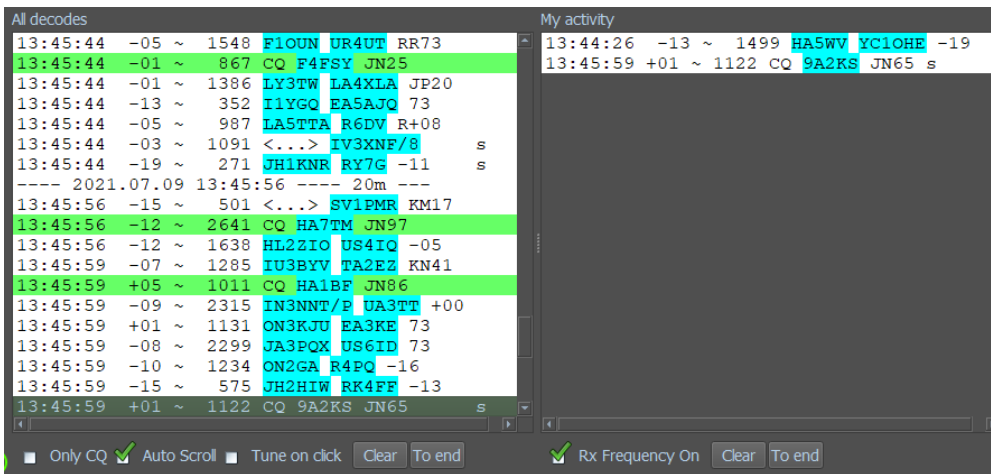 All decodes
13:45:44 -05 ~ 1548 F1OUN UR4UT RR73
13:45:44 -01 ~ 867 CQ F4FSY JN25
13:45:44 -01 ~ 1386 LY3TW LA4XLA JP20
13:45:44 -13 ~ 352 I1YGQ EA5AJQ 73
13:45:44 -05 ~ 987 LA5TTA R6DV R+08
13:45:44 -03 ~ 1091 <...> IV3XNF/8 s
13:45:44 -19 ~ 271 JH1KNR RY7G -11 s
---- 2021.07.09 13:45:56 ---- 20m ---
13:45:56 -15 ~ 501 <...> SV1PMR KM17
13:45:56 -12 ~ 2641 CQ HA7TM JN97
13:45:56 -12 ~ 1638 HL2ZIO US4IQ -05
13:45:59 -07 ~ 1285 IU3BYV TA2EZ KN41
13:45:59 +05 ~ 1011 CQ HA1BF JN86
13:45:59 -09 ~ 2315 IN3NNT/P UA3TT +00
13:45:59 +01 ~ 1131 ON3KJU EA3KE 73
13:45:59 -08 ~ 2299 JA3PQX US6ID 73
13:45:59 -10 ~ 1234 ON2GA R4PQ -16
13:45:59 -15 ~ 575 JH2HIW RK4FF -13
13:45:59 +01 ~ 1122 CQ 9A2KS JN65 s
Only CQ Auto Scroll Tune on click Clear To end
My activity
13:44:26 -13 ~ 1499 HA5WV YC1OHE -19
13:45:59 +01 ~ 1122 CQ 9A2KS JN65 s
Rx Frequency On Clear To end